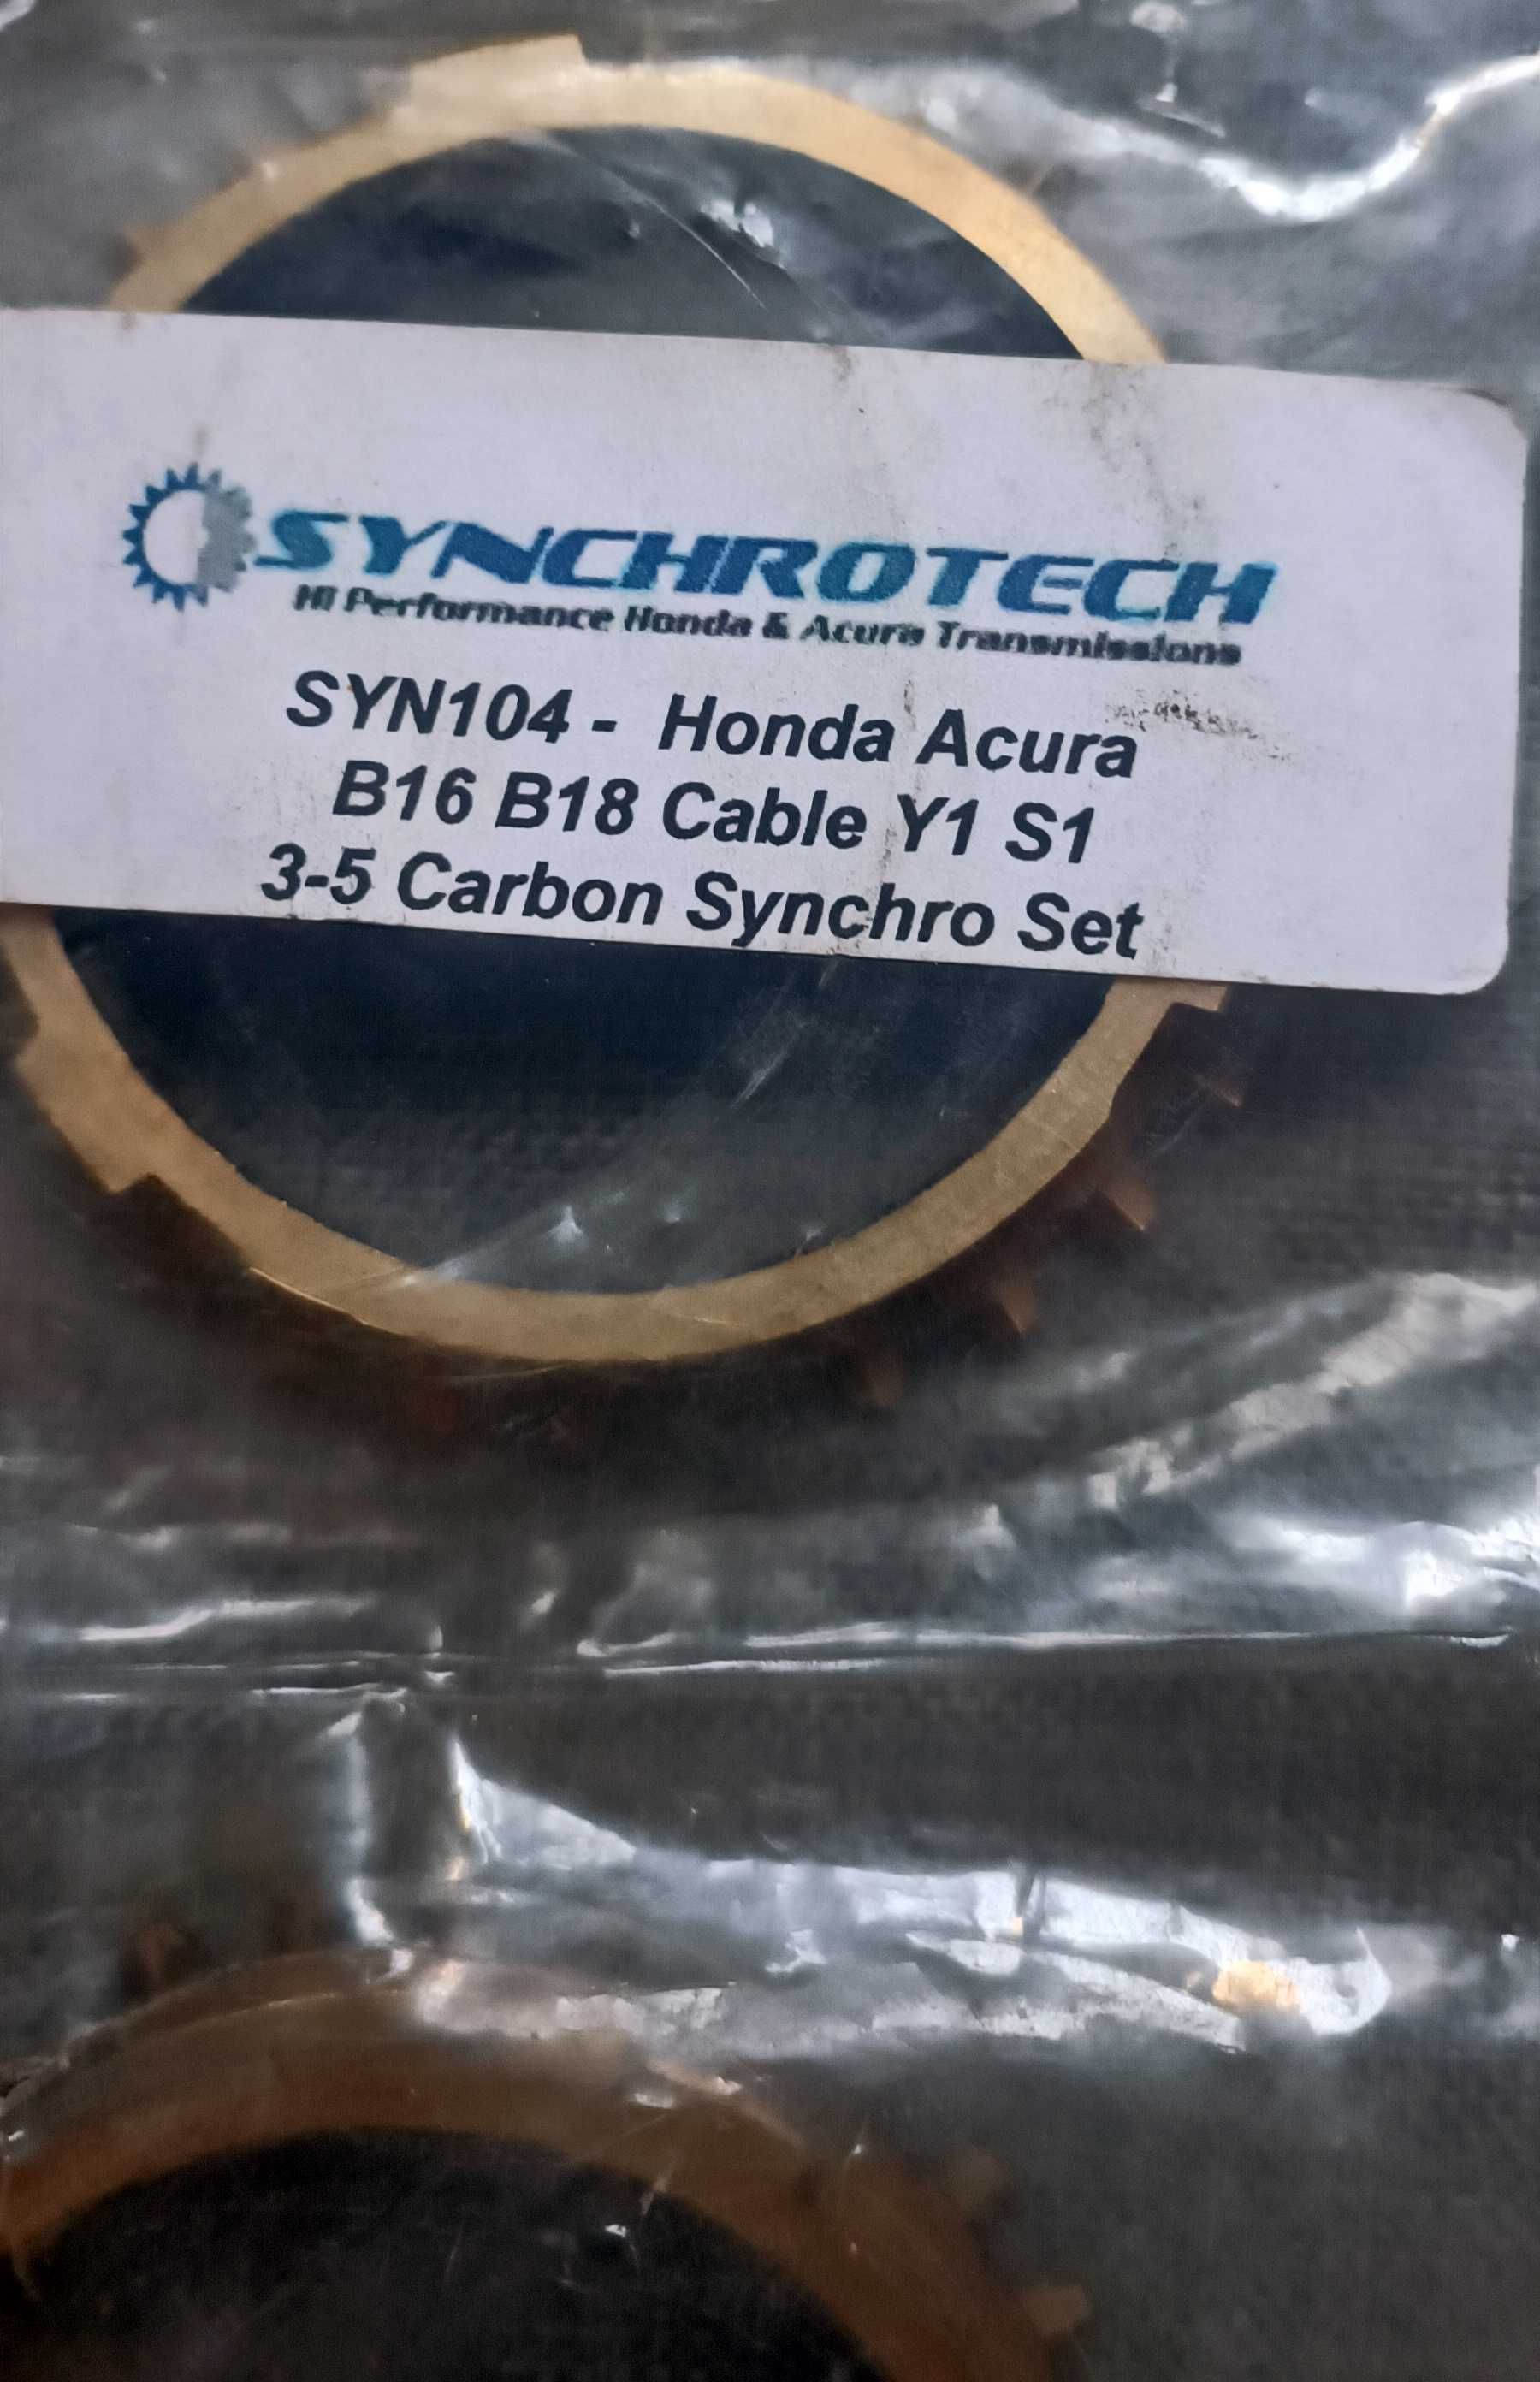 SYNCHROTECH
Hi Performance Honda & Acura Transmissions
SYN104 - Honda Acura
B16 B18 Cable Y1 S1
3-5 Carbon Synchro Set